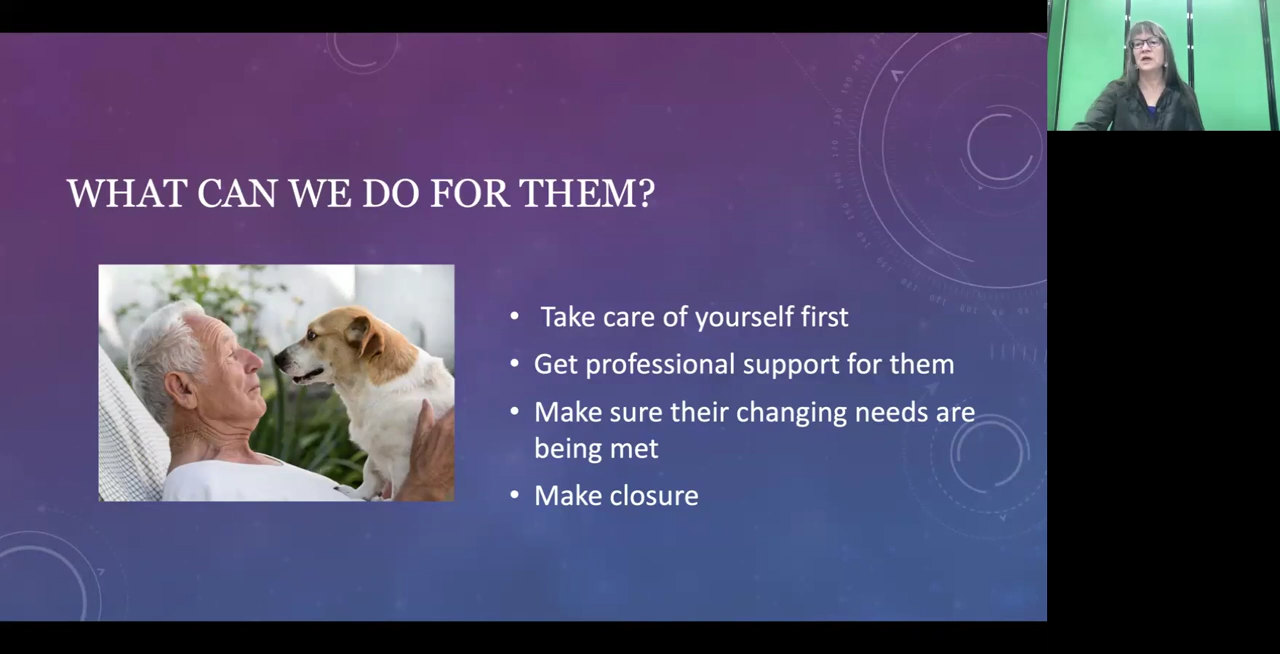 WHAT CAN WE DO FOR THEM?
• Take care of yourself first
• Get professional support for them
• Make sure their changing needs are
being met
• Make closure